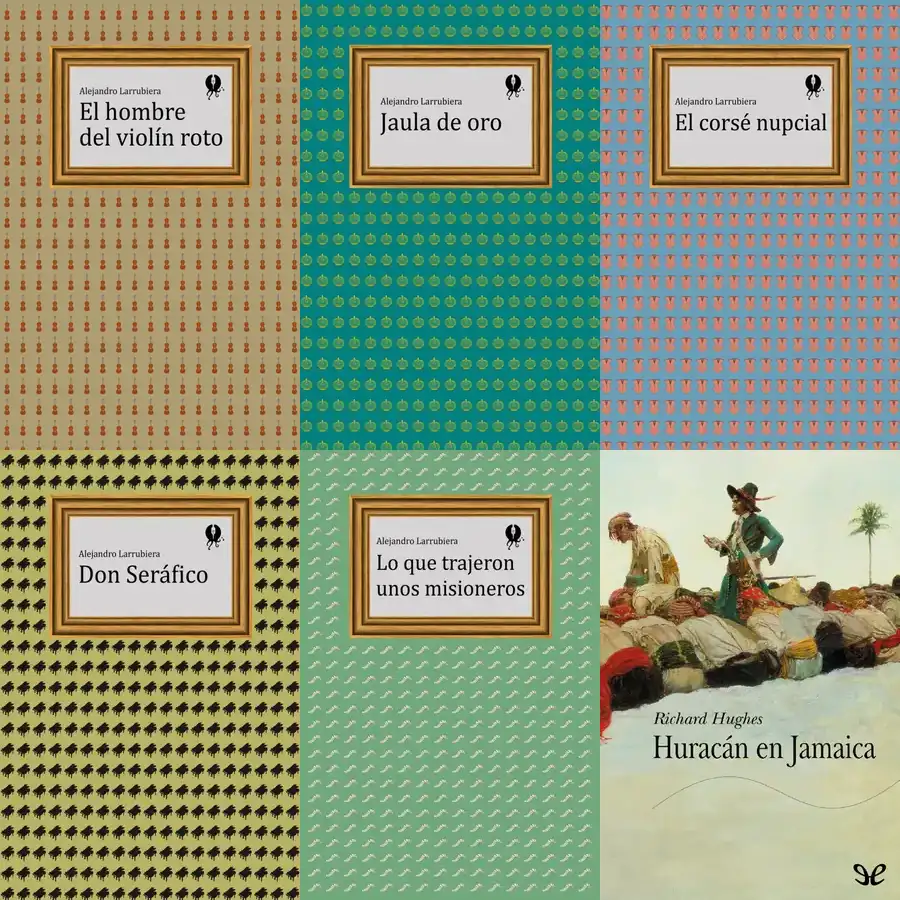 Alejandro Larrubiera
El hombre
del violín roto
Alejandro Larrubiera
Jaula de oro
Alejandro Larrubiera
El corsé nupcial
Alejandro Larrubiera
Don Seráfico
Alejandro Larrubiera
Lo que trajeron
unos misioneros
Richard Hughes
Huracán en Jamaica